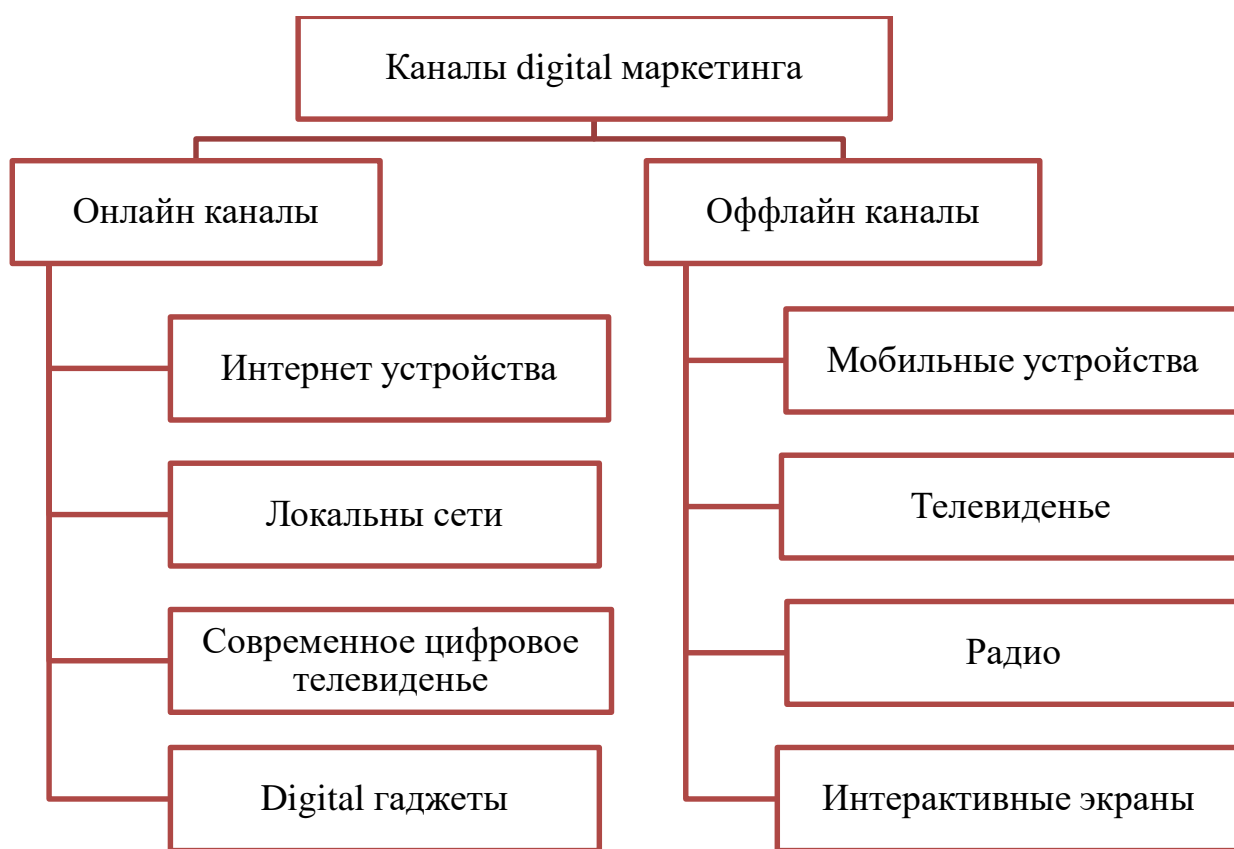 Каналы digital маркетинга
Онлайн каналы
Интернет устройства
Локальны сети
Современное цифровое
телевиденье
Digital гаджеты
Оффлайн каналы
Мобильные устройства
Телевиденье
Радио
Интерактивные экраны